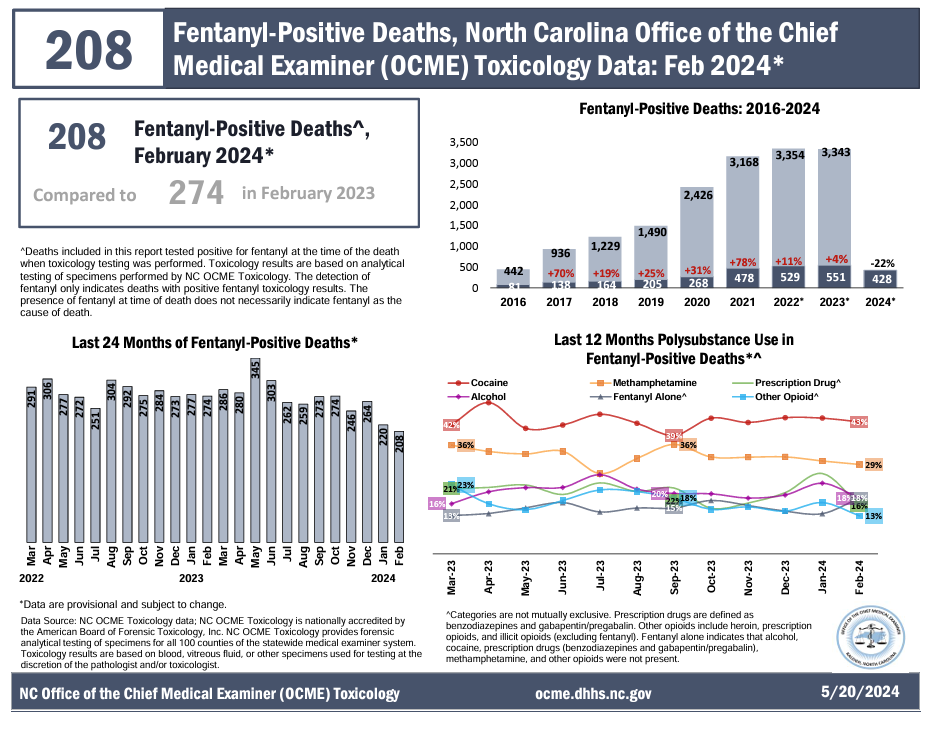 208
Fentanyl-Positive Deaths, North Carolina Office of the Chief
Medical Examiner (OCME) Toxicology Data: Feb 2024*
208
Fentanyl-Positive Deaths^,
February 2024*
Compared to 274 in February 2023
^Deaths included in this report tested positive for fentanyl at the time of the death
when toxicology testing was performed. Toxicology results are based on analytical
testing of specimens performed by NC OCME Toxicology. The detection of
fentanyl only indicates deaths with positive fentanyl toxicology results. The
presence of fentanyl at time of death does not necessarily indicate fentanyl as the
cause of death.
Fentanyl-Positive Deaths: 2016-2024
3,500
3,000
2,500
2,000
1,500
1,000
500
0
442 936 1,229 1,490 2,426 3,168 3,354 3,343
+70% +19% +25% +31% +78% +11% +4% -22%
81 138 164 205 268 478 529 551 428
2016 2017 2018 2019 2020 2021 2022* 2023* 2024*
Last 24 Months of Fentanyl-Positive Deaths*
291 306 277 272 251 304 292 275 284 273 277 274 286 280 345 303 262 259 273 274 246 264 220 208
Mar Apr May Jun Jul Aug Sep Oct Nov Dec Jan Feb Mar Apr May Jun Jul Aug Sep Oct Nov Dec Jan Feb
2022 2023 2024
Last 12 Months Polysubstance Use in
Fentanyl-Positive Deaths*^
Cocaine Methamphetamine Prescription Drug^
Alcohol Fentanyl Alone^ Other Opioid^
42% 39% 43%
36% 36% 29%
21% 23% 20% 22% 18% 18% 18%
16% 15% 16%
13% 13%
Mar-23 Apr-23 May-23 Jun-23 Jul-23 Aug-23 Sep-23 Oct-23 Nov-23 Dec-23 Jan-24 Feb-24
*Data are provisional and subject to change.
Data Source: NC OCME Toxicology data; NC OCME Toxicology is nationally accredited by
the American Board of Forensic Toxicology, Inc. NC OCME Toxicology provides forensic
analytical testing of specimens for all 100 counties of the statewide medical examiner system.
Toxicology results are based on blood, vitreous fluid, or other specimens used for testing at the
discretion of the pathologist and/or toxicologist.
^Categories are not mutually exclusive. Prescription drugs are defined as
benzodiazepines and gabapentin/pregabalin. Other opioids include heroin, prescription
opioids, and illicit opioids (excluding fentanyl). Fentanyl alone indicates that alcohol,
cocaine, prescription drugs (benzodiazepines and gabapentin/pregabalin),
methamphetamine, and other opioids were not present.
OFFICE OF THE CHIEF MEDICAL EXAMINER
RALEIGH, NORTH CAROLINA
NC Office of the Chief Medical Examiner (OCME) Toxicology
ocme.dhhs.nc.gov
5/20/2024